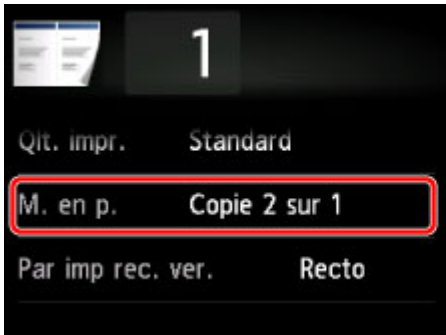 1
Qlt. impr. Standard
M. en p. Copie 2 sur 1
Par imp rec. ver. Recto